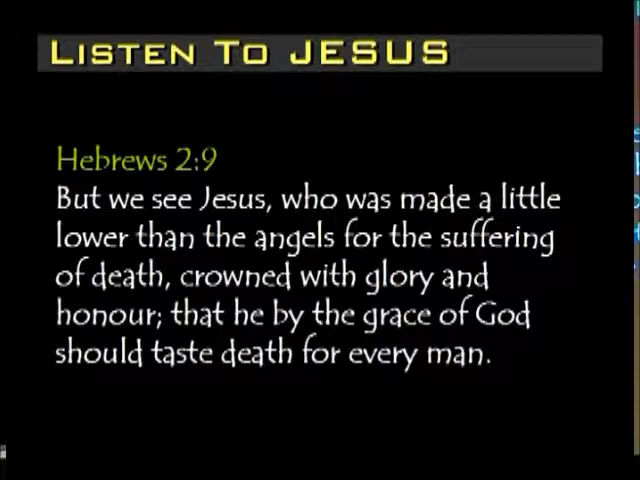 LISTEN TO JESUS
Hebrews 2:9
But we see Jesus, who was made a little
lower than the angels for the suffering
of death, crowned with glory and
honour; that he by the grace of God
should taste death for every man.